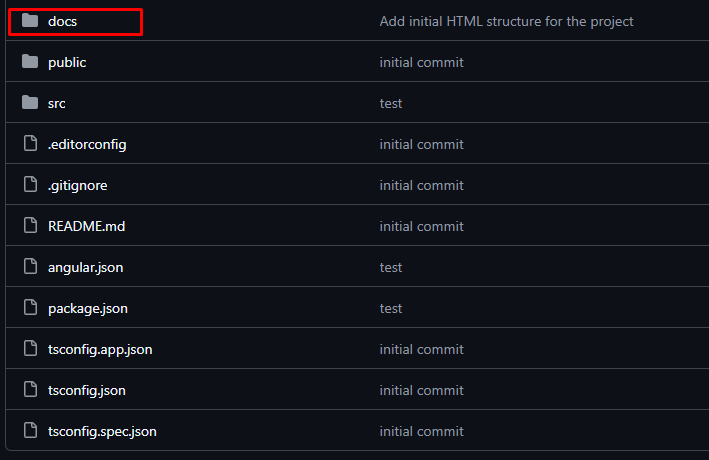 docs Add initial HTML structure for the project
public initial commit
src test
.editorconfig initial commit
.gitignore initial commit
README.md initial commit
angular.json test
package.json test
tsconfig.app.json initial commit
tsconfig.json initial commit
tsconfig.spec.json initial commit